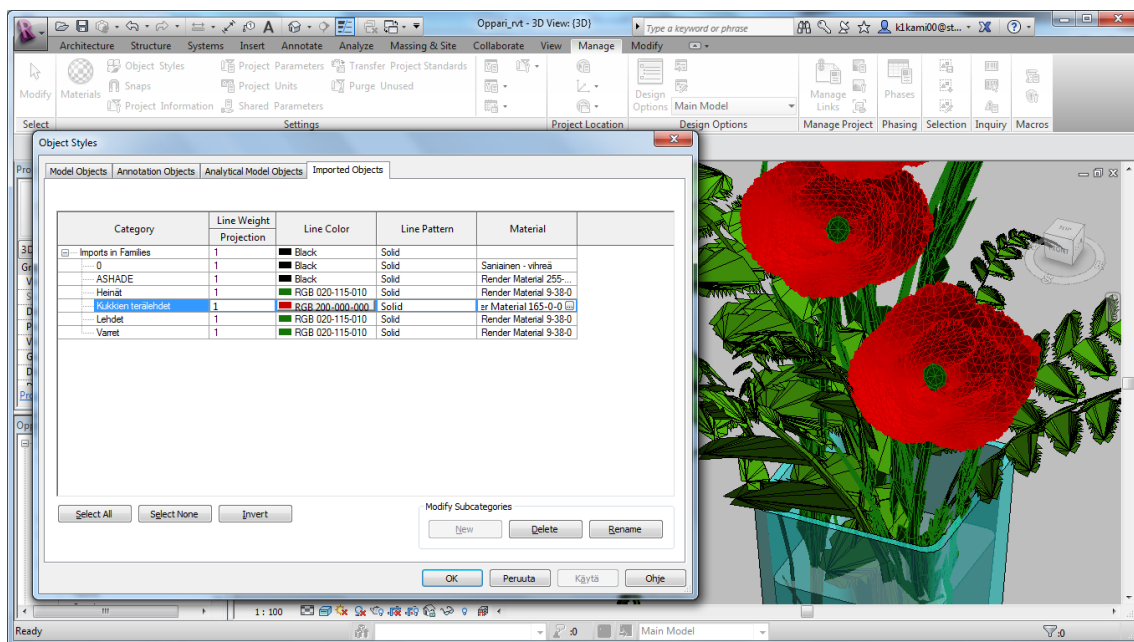 Oppari_rvt - 3D View: {3D}
Type a keyword or phrase
k1kami00@st...
Architecture Structure Systems Insert Annotate Analyze Massing & Site Collaborate View Manage Modify
Modify
Materials
Object Styles
Snaps
Project Information
Project Parameters
Project Units
Shared Parameters
Transfer Project Standards
Purge Unused
Design Options
Main Model
Manage Links
Phases
Select Settings Project Location Design Options Manage Project Phasing Selection Inquiry Macros
Object Styles
Model Objects Annotation Objects Analytical Model Objects Imported Objects
Category Line Weight Line Color Line Pattern Material
Projection
Imports in Families 1 Black Solid
0 1 Black Solid Saniainen - vihreä
ASHADE 1 Black Solid Render Material 255-...
Heinät 1 RGB 020-115-010 Solid Render Material 9-38-0
Kukkien terälehdet 1 RGB 200-000-000 Solid er Material 165-0-0
Lehdet 1 RGB 020-115-010 Solid Render Material 9-38-0
Varret 1 RGB 020-115-010 Solid Render Material 9-38-0
Select All Select None Invert
Modify Subcategories
New Delete Rename
OK Peruuta Käytä Ohje
1 : 100
Ready :0 Main Model :0